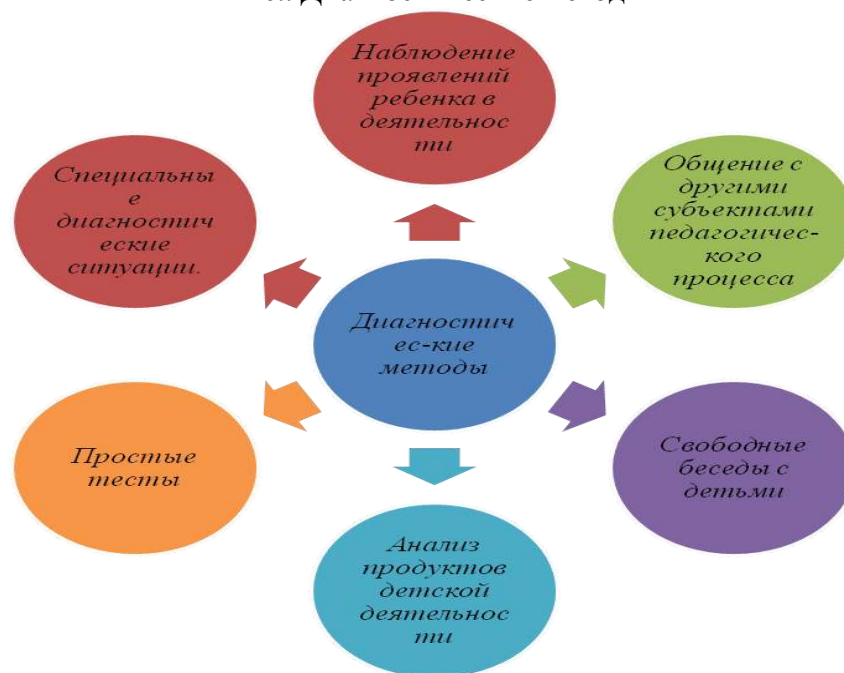 Наблюдение
проявлений
ребенка в
деятельнос
ти
Общение с
другими
субъектами
педагогичес-
кого
процесса
Свободные
беседы с
детьми
Анализ
продуктов
детской
деятельнос
ти
Простые
тесты
Специальны
е
диагностич
еские
ситуации.
Диагностич
ес-кие
методы